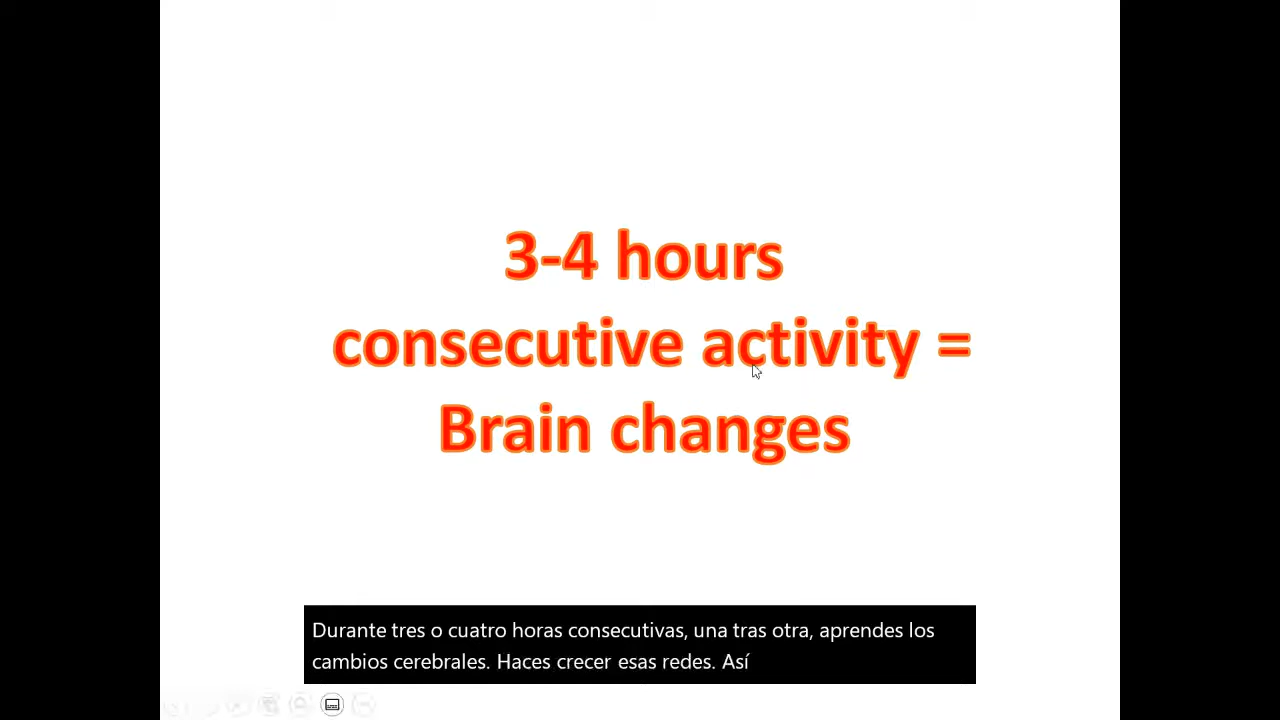 3-4 hours
consecutive activity =
Brain changes
Durante tres o cuatro horas consecutivas, una tras otra, aprendes los
cambios cerebrales. Haces crecer esas redes. Así